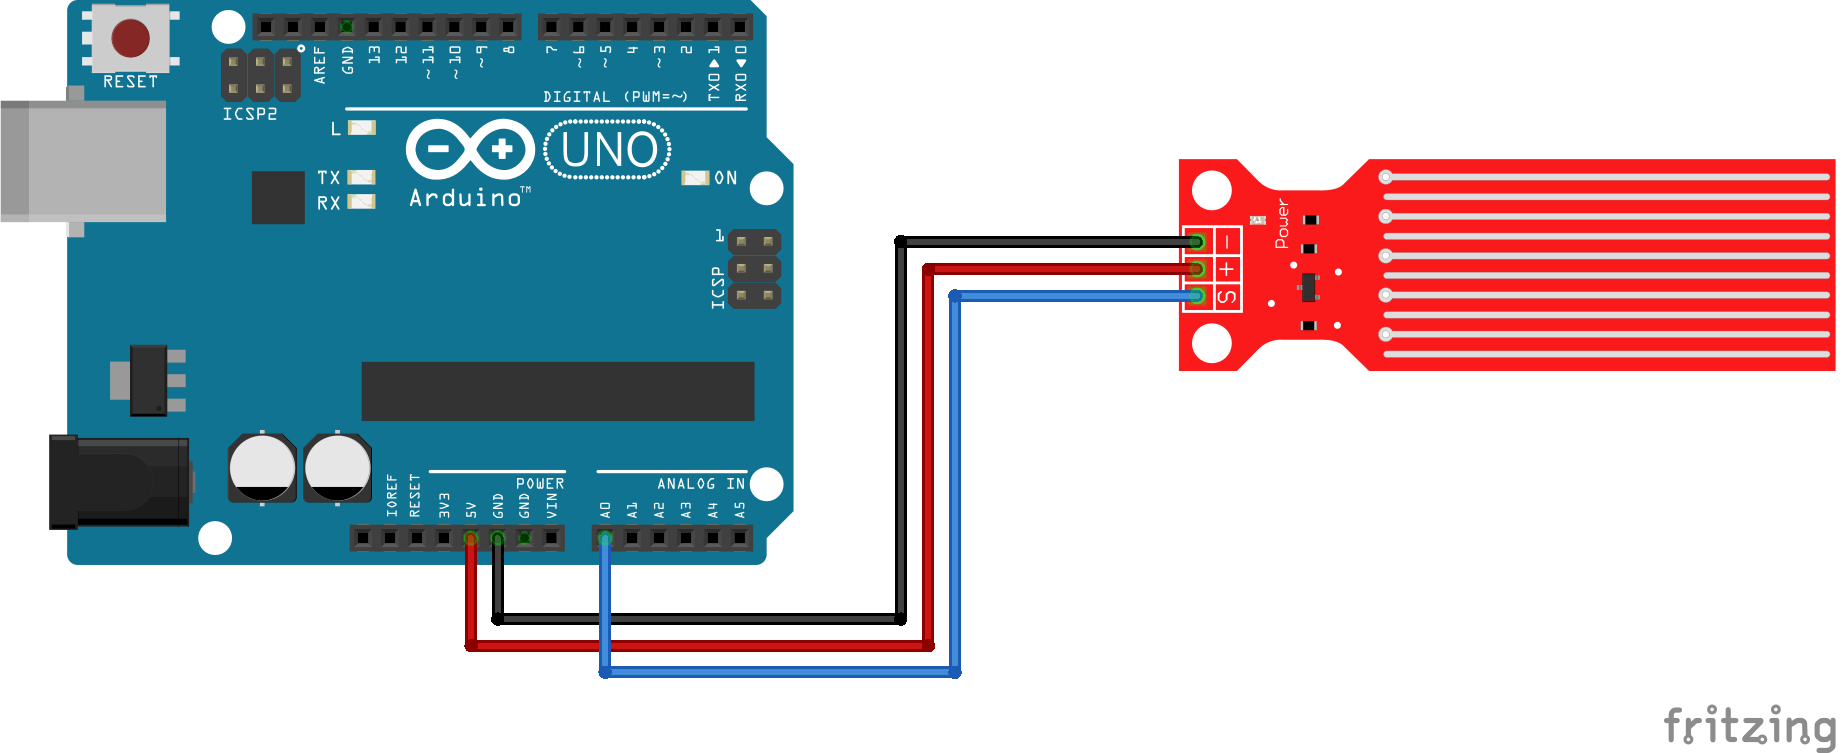 RESET
ICSP2
AREF
GND
13
12
~11
~10
~9
8
7
~6
~5
4
~3
2
TX0▶1
RX0◀0
DIGITAL (PWM=~)
L
TX
RX
Arduino™
UNO
ON
1
ICSP
IOREF
RESET
3V3
5V
GND
GND
VIN
POWER
ANALOG IN
A0
A1
A2
A3
A4
A5
Power
-
+
S
fritzing